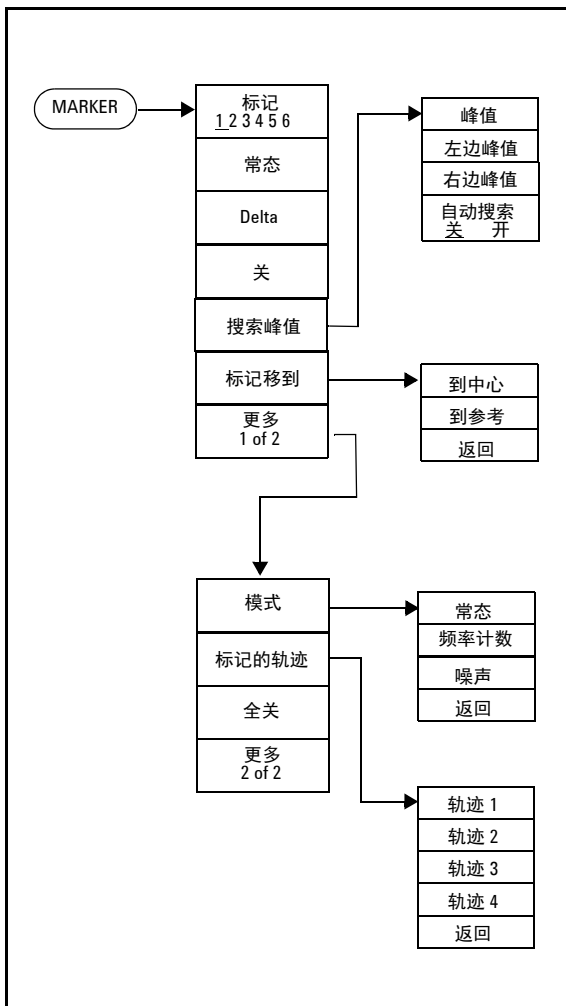 MARKER
标记
1 2 3 4 5 6
常态
Delta
关
搜索峰值
标记移到
更多
1 of 2
峰值
左边峰值
右边峰值
自动搜索
关 开
到中心
到参考
返回
模式
标记的轨迹
全关
更多
2 of 2
常态
频率计数
噪声
返回
轨迹 1
轨迹 2
轨迹 3
轨迹 4
返回